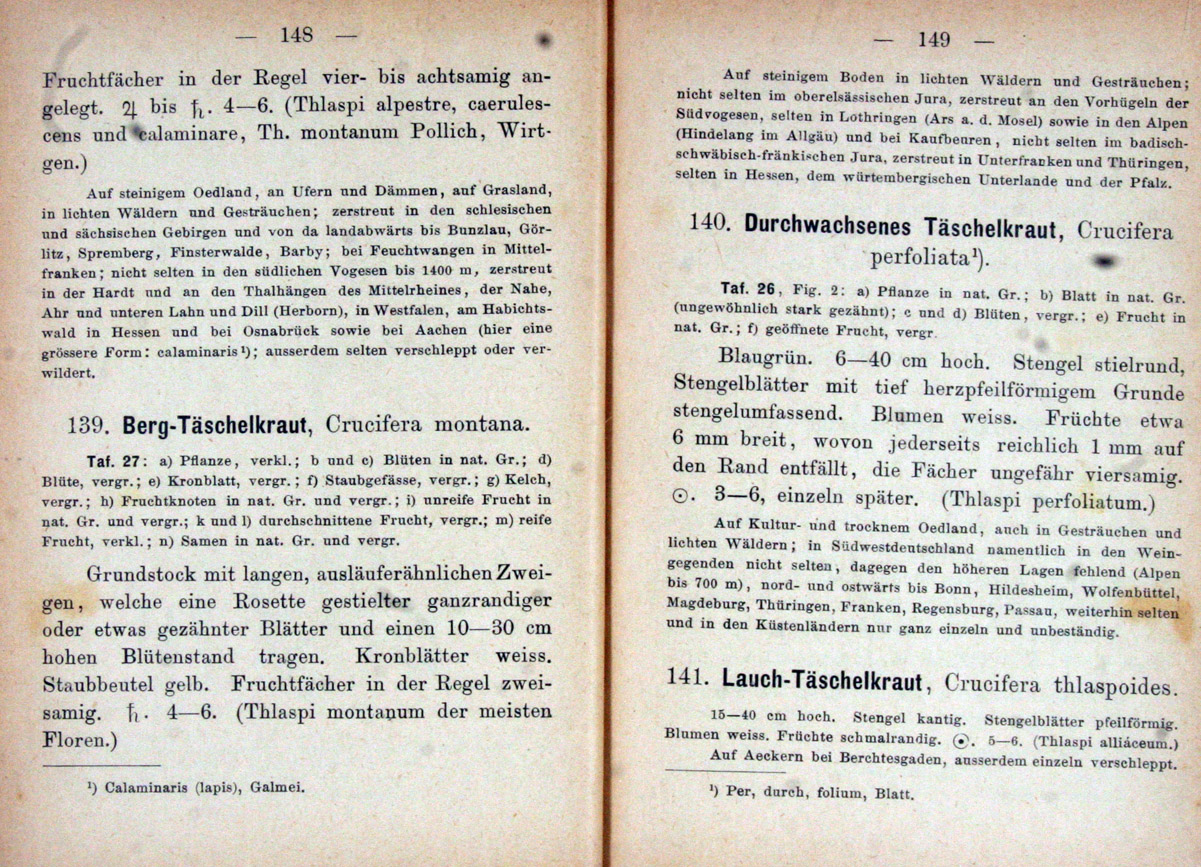 — 148 —
Fruchtfächer in der Regel vier- bis achtsamig an-
gelegt. ♃ bis ♄. 4—6. (Thlaspi alpestre, caerules-
cens und calaminare, Th. montanum Pollich, Wirt-
gen.)
Auf steinigem Oedland, an Ufern und Dämmen, auf Grasland,
in lichten Wäldern und Gesträuchen; zerstreut in den schlesischen
und sächsischen Gebirgen und von da landabwärts bis Bunzlau, Gör-
litz, Spremberg, Finsterwalde, Barby; bei Feuchtwangen in Mittel-
franken; nicht selten in den südlichen Vogesen bis 1400 m, zerstreut
in der Hardt und an den Thalhängen des Mittelrheines, der Nahe,
Ahr und unteren Lahn und Dill (Herborn), in Westfalen, am Habichts-
wald in Hessen und bei Osnabrück sowie bei Aachen (hier eine
grössere Form: calaminaris¹); ausserdem selten verschleppt oder ver-
wildert.
139. Berg-Täschelkraut, Crucifera montana.
Taf. 27: a) Pflanze, verkl.; b und c) Blüten in nat. Gr.; d)
Blüte, vergr.; e) Kronblatt, vergr.; f) Staubgefässe, vergr.; g) Kelch,
vergr.; h) Fruchtknoten in nat. Gr. und vergr.; i) unreife Frucht in
nat. Gr. und vergr.; k und l) durchschnittene Frucht, vergr.; m) reife
Frucht, verkl.; n) Samen in nat. Gr. und vergr.
Grundstock mit langen, ausläuferähnlichen Zwei-
gen, welche eine Rosette gestielter ganzrandiger
oder etwas gezähnter Blätter und einen 10—30 cm
hohen Blütenstand tragen. Kronblätter weiss.
Staubbeutel gelb. Fruchtfächer in der Regel zwei-
samig. ♄. 4—6. (Thlaspi montanum der meisten
Floren.)
¹) Calaminaris (lapis), Galmei.
— 149 —
Auf steinigem Boden in lichten Wäldern und Gesträuchen;
nicht selten im oberelsässischen Jura, zerstreut an den Vorhügeln der
Südvogesen, selten in Lothringen (Ars a. d. Mosel) sowie in den Alpen
(Hindelang im Allgäu) und bei Kaufbeuren, nicht selten im badisch-
schwäbisch-fränkischen Jura, zerstreut in Unterfranken und Thüringen,
selten in Hessen, dem würtembergischen Unterlande und der Pfalz.
140. Durchwachsenes Täschelkraut, Crucifera
perfoliata¹).
Taf. 26, Fig. 2: a) Pflanze in nat. Gr.; b) Blatt in nat. Gr.
(ungewöhnlich stark gezähnt); c und d) Blüten, vergr.; e) Frucht in
nat. Gr.; f) geöffnete Frucht, vergr.
Blaugrün. 6—40 cm hoch. Stengel stielrund,
Stengelblätter mit tief herzpfeilförmigem Grunde
stengelumfassend. Blumen weiss. Früchte etwa
6 mm breit, wovon jederseits reichlich 1 mm auf
den Rand entfällt, die Fächer ungefähr viersamig.
☉. 3—6, einzeln später. (Thlaspi perfoliatum.)
Auf Kultur- und trocknem Oedland, auch in Gesträuchen und
lichten Wäldern; in Südwestdeutschland namentlich in den Wein-
gegenden nicht selten, dagegen den höheren Lagen fehlend (Alpen
bis 700 m), nord- und ostwärts bis Bonn, Hildesheim, Wolfenbüttel,
Magdeburg, Thüringen, Franken, Regensburg, Passau, weiterhin selten
und in den Küstenländern nur ganz einzeln und unbeständig.
141. Lauch-Täschelkraut, Crucifera thlaspoides.
15—40 cm hoch. Stengel kantig. Stengelblätter pfeilförmig.
Blumen weiss. Früchte schmalrandig. ☉. 5—6. (Thlaspi alliáceum.)
Auf Aeckern bei Berchtesgaden, ausserdem einzeln verschleppt.
¹) Per, durch, folium, Blatt.